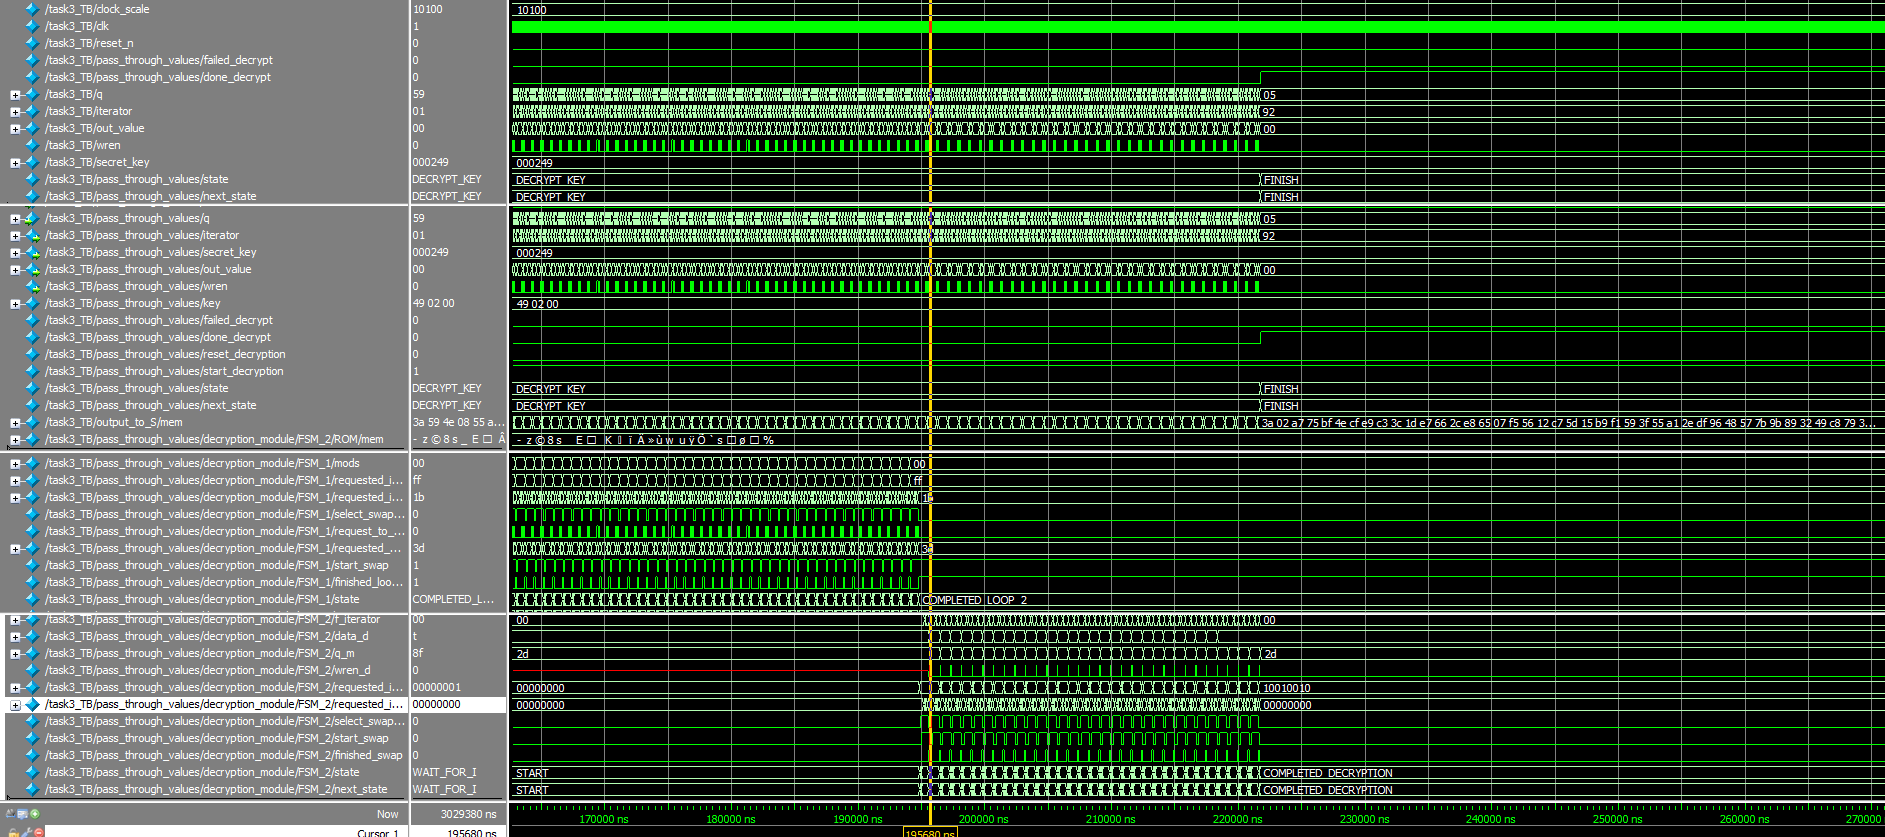 /task3_TB/clock_scale 10100 10100
/task3_TB/clk 1
/task3_TB/reset_n 0
/task3_TB/pass_through_values/failed_decrypt 0
/task3_TB/pass_through_values/done_decrypt 0
/task3_TB/q 59 05
/task3_TB/iterator 01 92
/task3_TB/out_value 00 00
/task3_TB/wren 0
/task3_TB/secret_key 000249 000249
/task3_TB/pass_through_values/state DECRYPT_KEY DECRYPT_KEY FINISH
/task3_TB/pass_through_values/next_state DECRYPT_KEY DECRYPT_KEY FINISH
/task3_TB/pass_through_values/q 59 05
/task3_TB/pass_through_values/iterator 01 92
/task3_TB/pass_through_values/secret_key 000249 000249
/task3_TB/pass_through_values/out_value 00 00
/task3_TB/pass_through_values/wren 0
/task3_TB/pass_through_values/key 49 02 00 49 02 00
/task3_TB/pass_through_values/failed_decrypt 0
/task3_TB/pass_through_values/done_decrypt 0
/task3_TB/pass_through_values/reset_decryption 0
/task3_TB/pass_through_values/start_decryption 1
/task3_TB/pass_through_values/state DECRYPT_KEY DECRYPT_KEY FINISH
/task3_TB/pass_through_values/next_state DECRYPT_KEY DECRYPT_KEY FINISH
/task3_TB/output_to_S/mem 3a 59 4e 08 55 a... 3a 02 a7 75 bf 4e cf e9 c3 3c 1d e7 66 2c e8 65 07 f5 56 12 c7 5d 15 b9 f1 59 3f 55 a1 2e df 96 48 57 7b 9b 89 32 49 c8 79 3...
/task3_TB/pass_through_values/decryption_module/FSM_2/ROM/mem
/task3_TB/pass_through_values/decryption_module/FSM_1/mods 00 00
/task3_TB/pass_through_values/decryption_module/FSM_1/requested_i... ff ff
/task3_TB/pass_through_values/decryption_module/FSM_1/requested_i... 1b
/task3_TB/pass_through_values/decryption_module/FSM_1/select_swap... 0
/task3_TB/pass_through_values/decryption_module/FSM_1/request_to_... 0
/task3_TB/pass_through_values/decryption_module/FSM_1/requested_... 3d
/task3_TB/pass_through_values/decryption_module/FSM_1/start_swap 1
/task3_TB/pass_through_values/decryption_module/FSM_1/finished_loo... 1
/task3_TB/pass_through_values/decryption_module/FSM_1/state COMPLETED_L... COMPLETED_LOOP_2
/task3_TB/pass_through_values/decryption_module/FSM_2/f_iterator 00 00 00
/task3_TB/pass_through_values/decryption_module/FSM_2/data_d t
/task3_TB/pass_through_values/decryption_module/FSM_2/q_m 8f 2d 2d
/task3_TB/pass_through_values/decryption_module/FSM_2/wren_d 0
/task3_TB/pass_through_values/decryption_module/FSM_2/requested_i... 00000001 00000000 10010010
/task3_TB/pass_through_values/decryption_module/FSM_2/requested_i... 00000000 00000000 00000000
/task3_TB/pass_through_values/decryption_module/FSM_2/select_swap... 0
/task3_TB/pass_through_values/decryption_module/FSM_2/start_swap 0
/task3_TB/pass_through_values/decryption_module/FSM_2/finished_swap 0
/task3_TB/pass_through_values/decryption_module/FSM_2/state WAIT_FOR_I START COMPLETED_DECRYPTION
/task3_TB/pass_through_values/decryption_module/FSM_2/next_state WAIT_FOR_I START COMPLETED_DECRYPTION
Now 3029380 ns 170000 ns 180000 ns 190000 ns 200000 ns 210000 ns 220000 ns 230000 ns 240000 ns 250000 ns 260000 ns 270000
Cursor 1 195680 ns 195680 ns